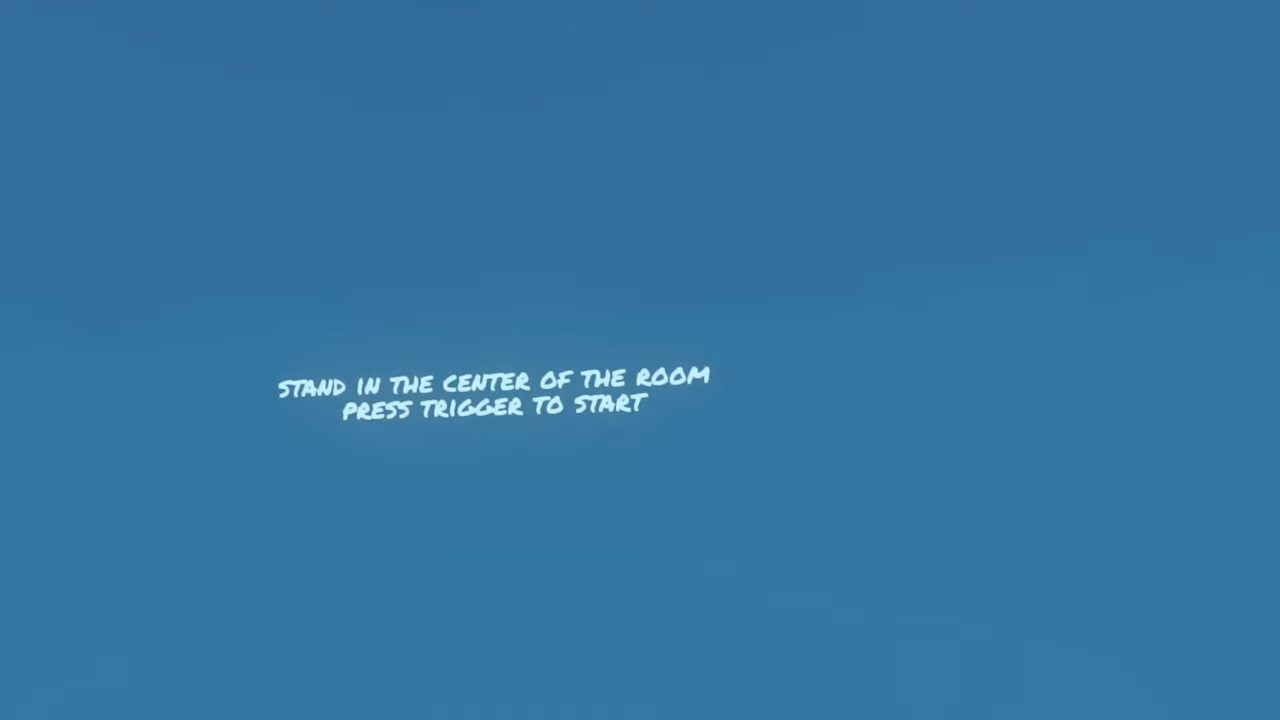 STAND IN THE CENTER OF THE ROOM
PRESS TRIGGER TO START